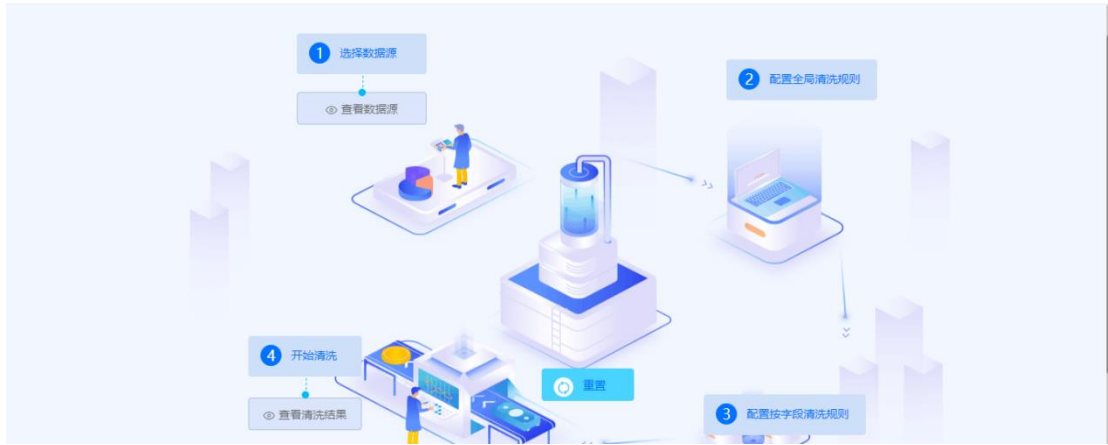 1 选择数据源
查看数据源
2 配置全局清洗规则
4 开始清洗
查看清洗结果
重置
3 配置按字段清洗规则